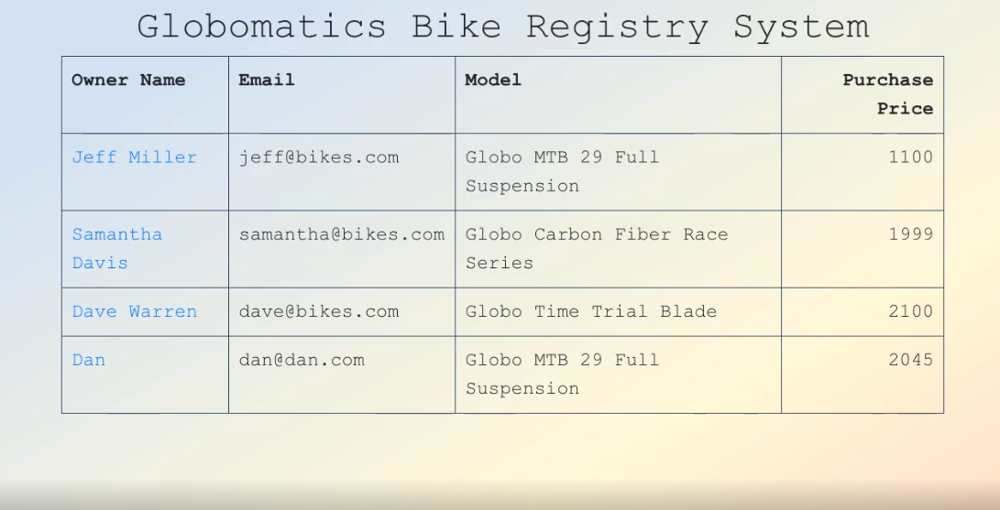 Globomatics Bike Registry System
Owner Name Email Model Purchase
Price
Jeff Miller jeff@bikes.com Globo MTB 29 Full 1100
Suspension
Samantha samantha@bikes.com Globo Carbon Fiber Race 1999
Davis Series
Dave Warren dave@bikes.com Globo Time Trial Blade 2100
Dan dan@dan.com Globo MTB 29 Full 2045
Suspension